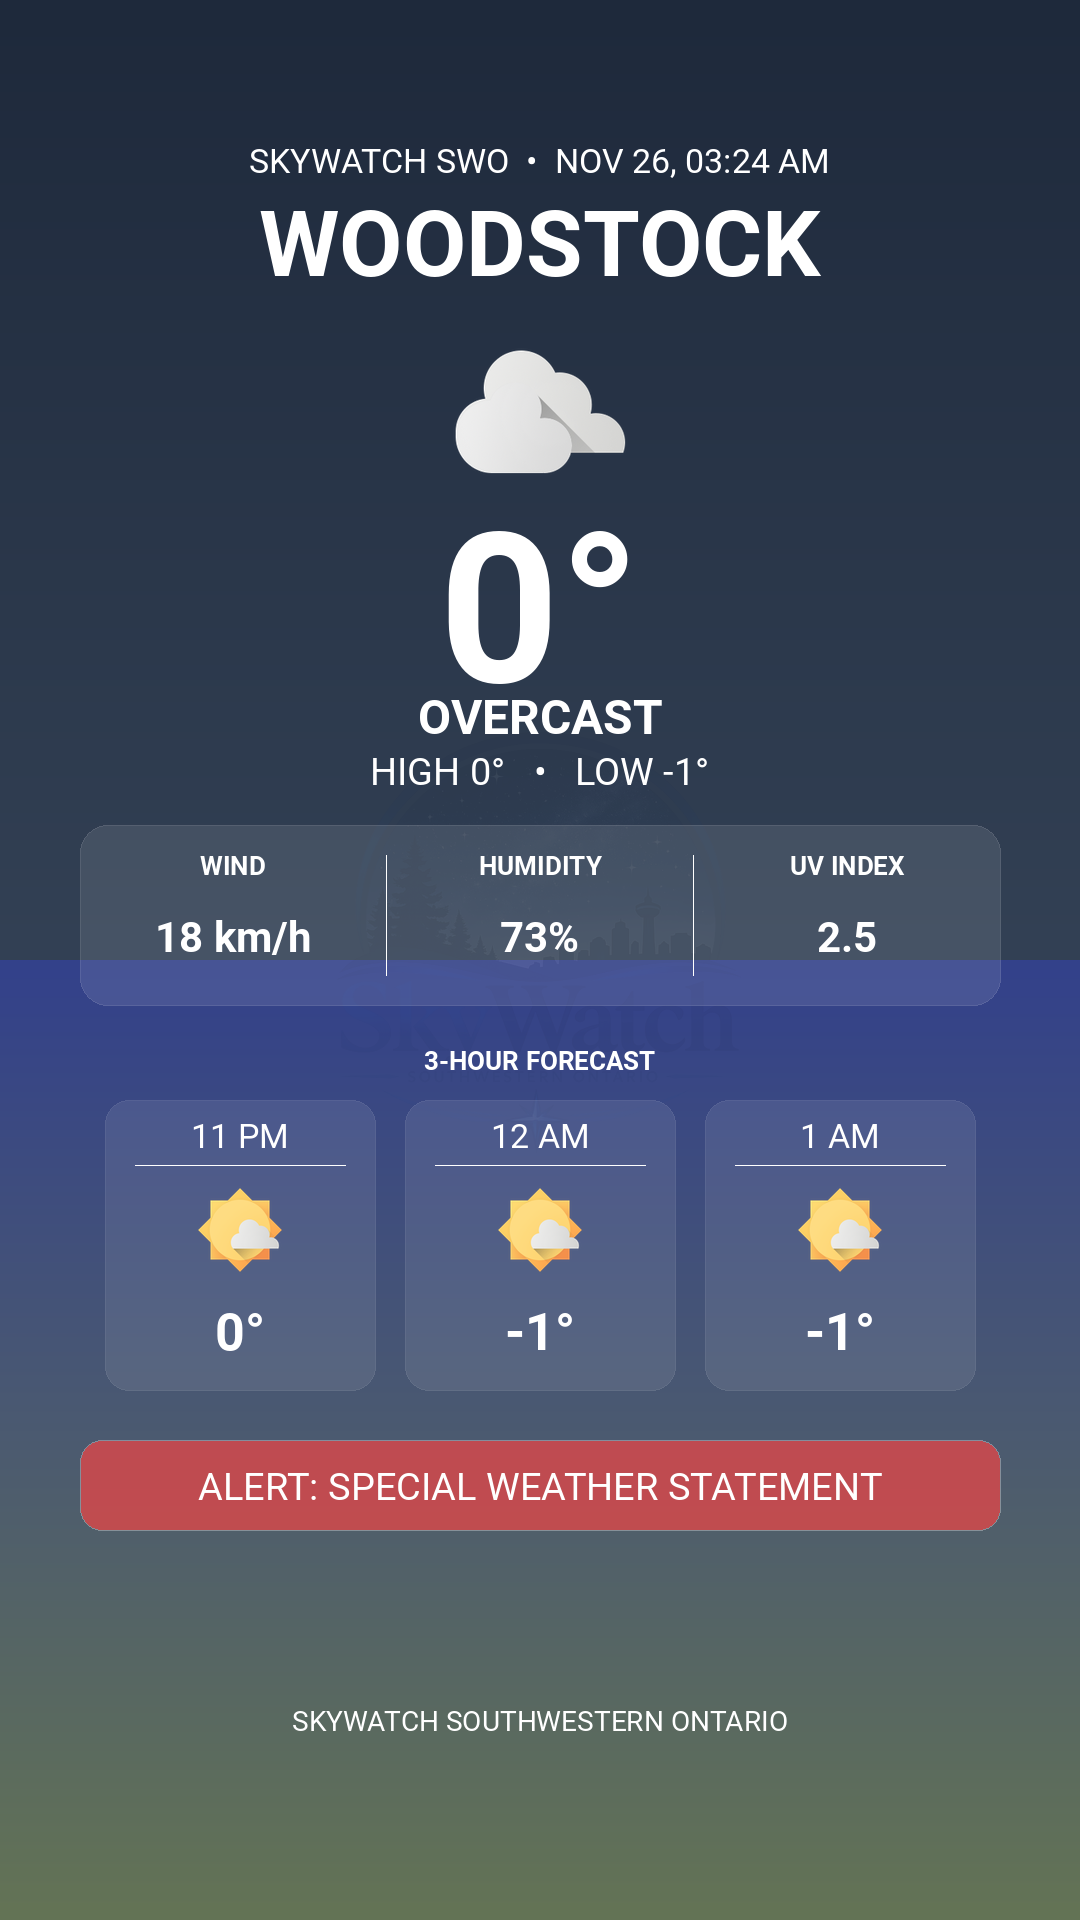 SKYWATCH SWO • NOV 26, 03:24 AM
WOODSTOCK
0°
OVERCAST
HIGH 0° • LOW -1°
WIND HUMIDITY UV INDEX
18 km/h 73% 2.5
SkyWatch
3-HOUR FORECAST
11 PM 12 AM 1 AM
0° -1° -1°
ALERT: SPECIAL WEATHER STATEMENT
SKYWATCH SOUTHWESTERN ONTARIO